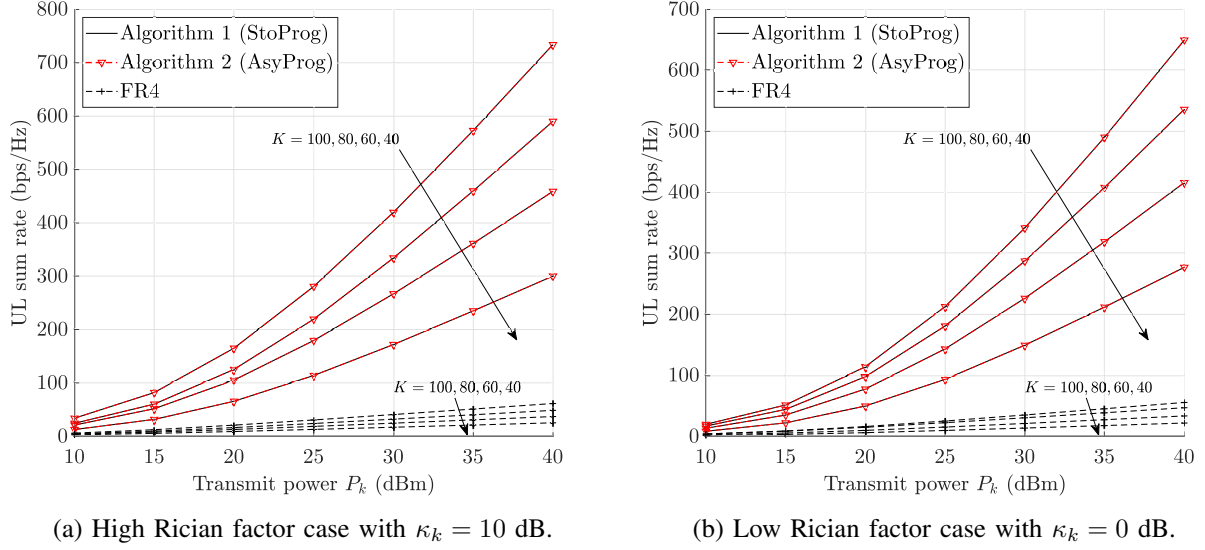 800
700
600
500
400
300
200
100
0
UL sum rate (bps/Hz)
Algorithm 1 (StoProg)
Algorithm 2 (AsyProg)
FR4
K = 100, 80, 60, 40
K = 100, 80, 60, 40
10 15 20 25 30 35 40
Transmit power P_k (dBm)
(a) High Rician factor case with κ_k = 10 dB.
700
600
500
400
300
200
100
0
UL sum rate (bps/Hz)
Algorithm 1 (StoProg)
Algorithm 2 (AsyProg)
FR4
K = 100, 80, 60, 40
K = 100, 80, 60, 40
10 15 20 25 30 35 40
Transmit power P_k (dBm)
(b) Low Rician factor case with κ_k = 0 dB.